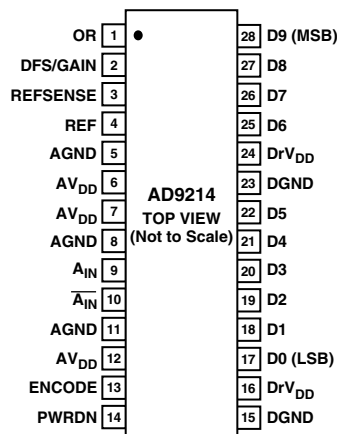 OR 1 28 D9 (MSB)
DFS/GAIN 2 27 D8
REFSENSE 3 26 D7
REF 4 25 D6
AGND 5 24 DrVDD
AVDD 6 23 DGND
AVDD 7 22 D5
AGND 8 21 D4
AIN 9 20 D3
AIN 10 19 D2
AGND 11 18 D1
AVDD 12 17 D0 (LSB)
ENCODE 13 16 DrVDD
PWRDN 14 15 DGND
AD9214
TOP VIEW
(Not to Scale)